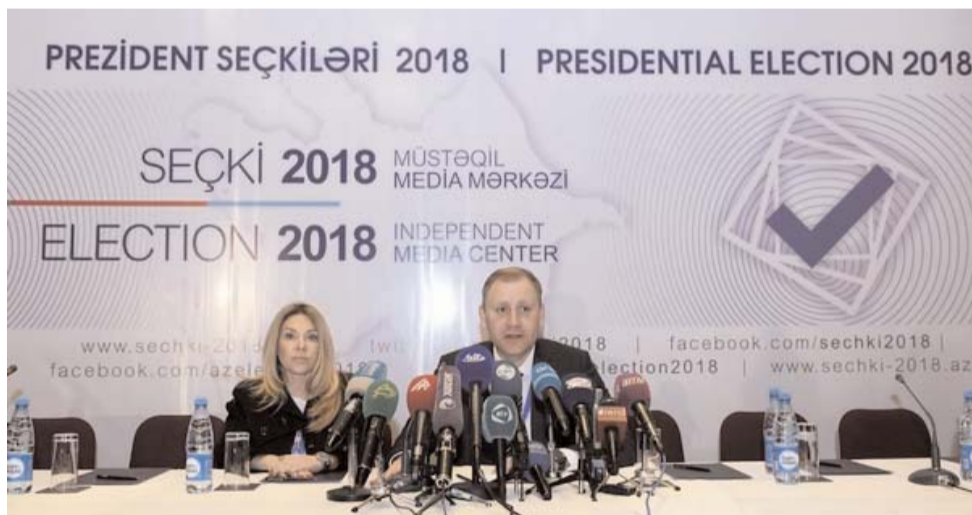 PREZİDENT SEÇKİLƏRİ 2018 | PRESIDENTIAL ELECTION 2018
SEÇKİ 2018 MÜSTƏQİL MEDIA MƏRKƏZİ
ELECTION 2018 INDEPENDENT MEDIA CENTER
www.sechki-2018 2018 | facebook.com/sechki2018 |
facebook.com/azele election2018 | www.sechki-2018.az